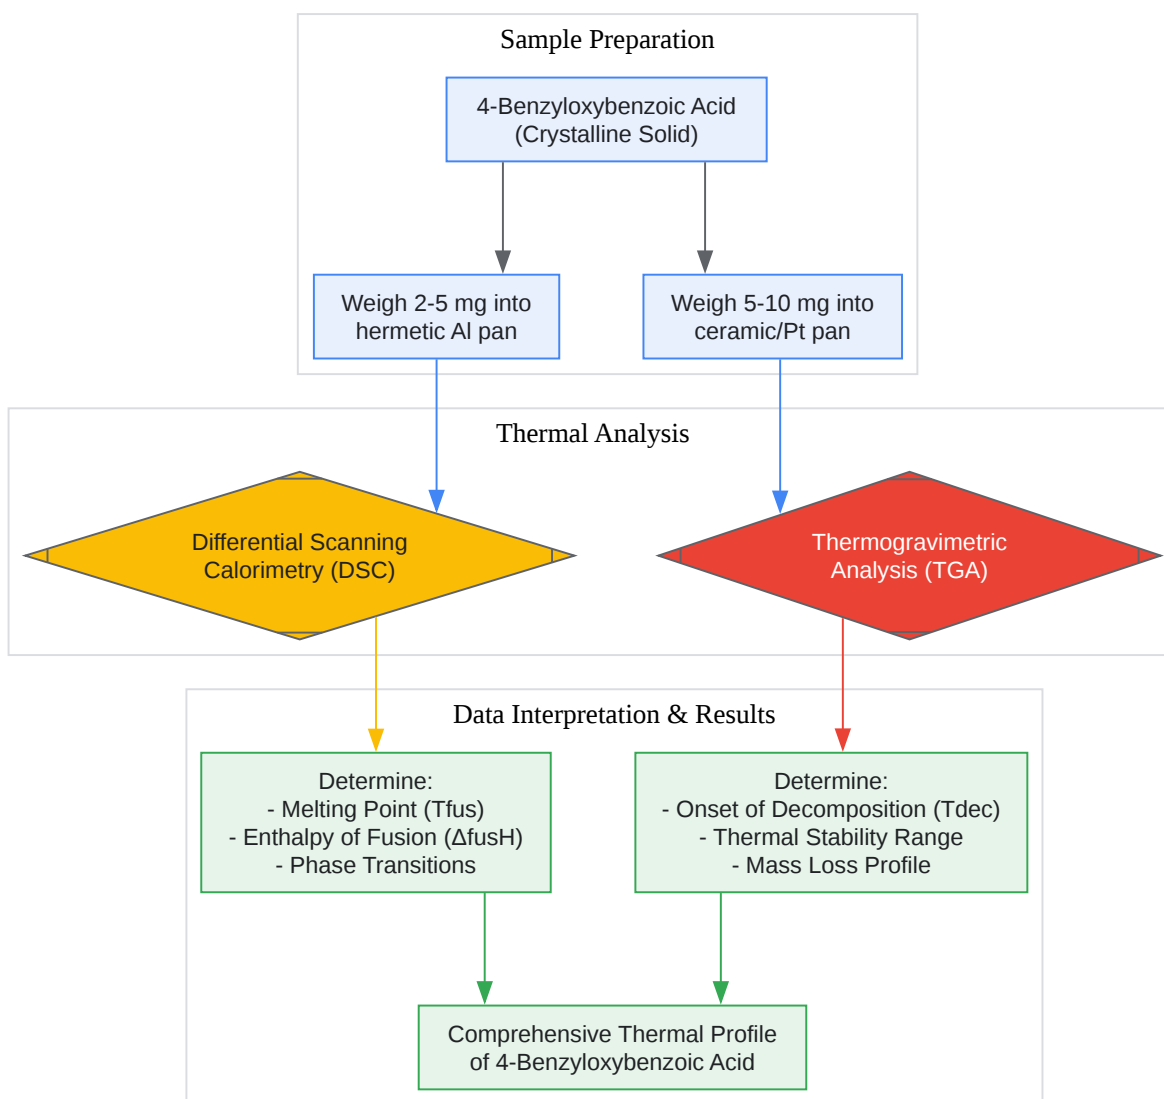 Sample Preparation
4-Benzyloxybenzoic Acid
(Crystalline Solid)
Weigh 2-5 mg into
hermetic Al pan
Weigh 5-10 mg into
ceramic/Pt pan
Thermal Analysis
Differential Scanning
Calorimetry (DSC)
Thermogravimetric
Analysis (TGA)
Data Interpretation & Results
Determine:
- Melting Point (Tfus)
- Enthalpy of Fusion (ΔfusH)
- Phase Transitions
Determine:
- Onset of Decomposition (Tdec)
- Thermal Stability Range
- Mass Loss Profile
Comprehensive Thermal Profile
of 4-Benzyloxybenzoic Acid